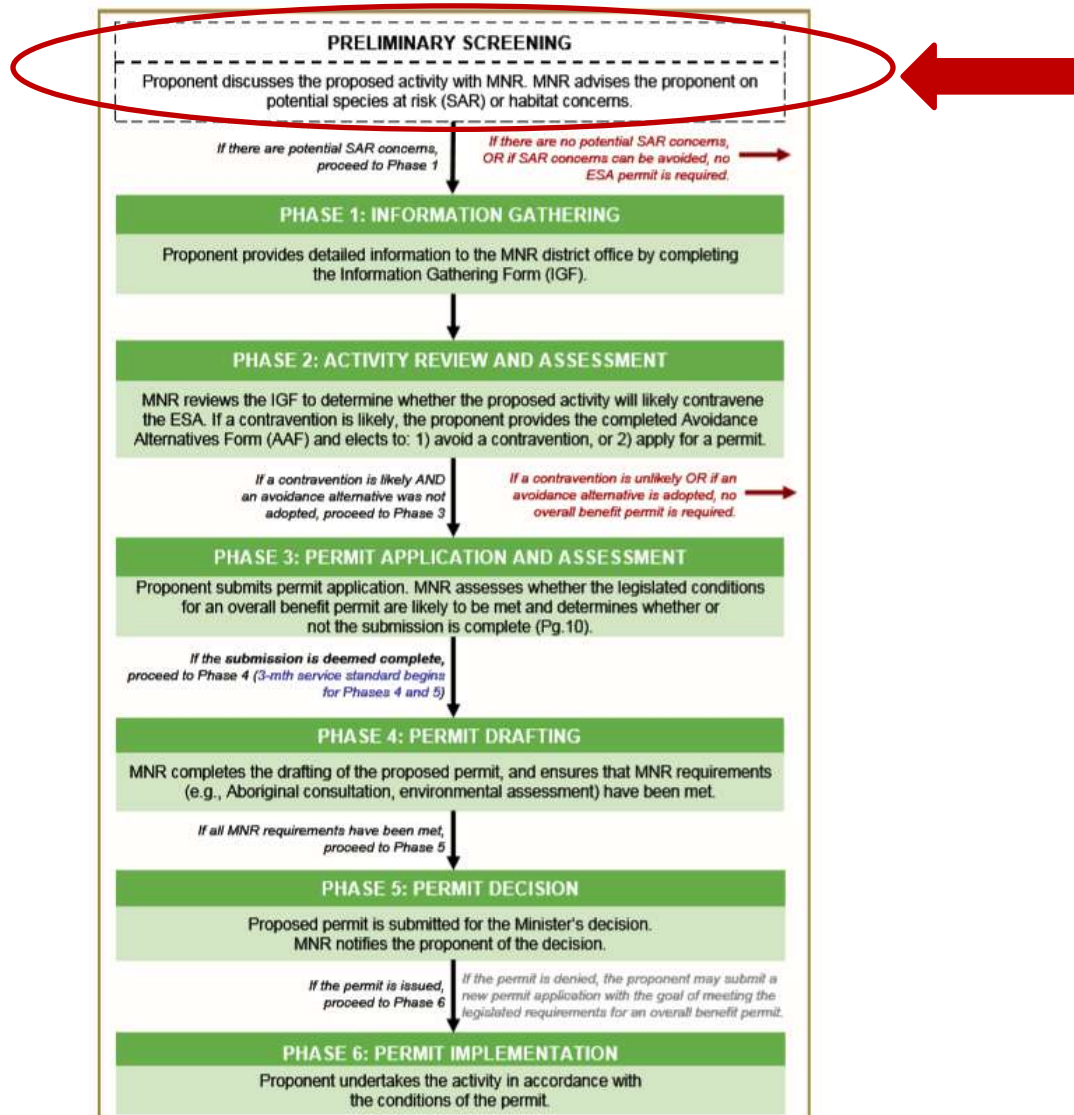 PRELIMINARY SCREENING
Proponent discusses the proposed activity with MNR. MNR advises the proponent on
potential species at risk (SAR) or habitat concerns.
If there are potential SAR concerns,
proceed to Phase 1
If there are no potential SAR concerns,
OR if SAR concerns can be avoided, no
ESA permit is required.
PHASE 1: INFORMATION GATHERING
Proponent provides detailed information to the MNR district office by completing
the Information Gathering Form (IGF).
PHASE 2: ACTIVITY REVIEW AND ASSESSMENT
MNR reviews the IGF to determine whether the proposed activity will likely contravene
the ESA. If a contravention is likely, the proponent provides the completed Avoidance
Alternatives Form (AAF) and elects to: 1) avoid a contravention, or 2) apply for a permit.
If a contravention is likely AND
an avoidance alternative was not
adopted, proceed to Phase 3
If a contravention is unlikely OR if an
avoidance alternative is adopted, no
overall benefit permit is required.
PHASE 3: PERMIT APPLICATION AND ASSESSMENT
Proponent submits permit application. MNR assesses whether the legislated conditions
for an overall benefit permit are likely to be met and determines whether or
not the submission is complete (Pg.10).
If the submission is deemed complete,
proceed to Phase 4 (3-mth service standard begins
for Phases 4 and 5)
PHASE 4: PERMIT DRAFTING
MNR completes the drafting of the proposed permit, and ensures that MNR requirements
(e.g., Aboriginal consultation, environmental assessment) have been met.
If all MNR requirements have been met,
proceed to Phase 5
PHASE 5: PERMIT DECISION
Proposed permit is submitted for the Minister's decision.
MNR notifies the proponent of the decision.
If the permit is issued,
proceed to Phase 6
If the permit is denied, the proponent may submit a
new permit application with the goal of meeting the
legislated requirements for an overall benefit permit.
PHASE 6: PERMIT IMPLEMENTATION
Proponent undertakes the activity in accordance with
the conditions of the permit.